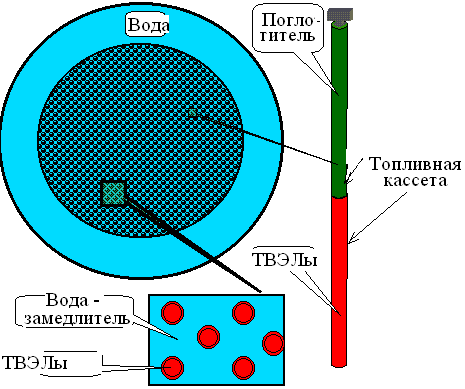 Вода
Погло-
титель
Топливная
кассета
ТВЭЛы
Вода -
замедлитель
ТВЭЛы